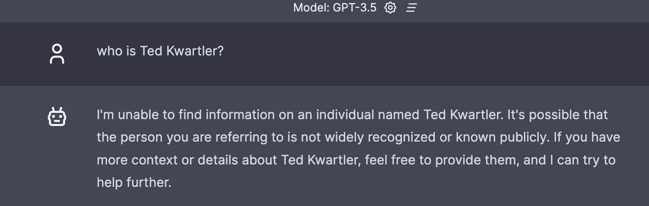 Model: GPT-3.5
who is Ted Kwartler?
I'm unable to find information on an individual named Ted Kwartler. It's possible that
the person you are referring to is not widely recognized or known publicly. If you have
more context or details about Ted Kwartler, feel free to provide them, and I can try to
help further.